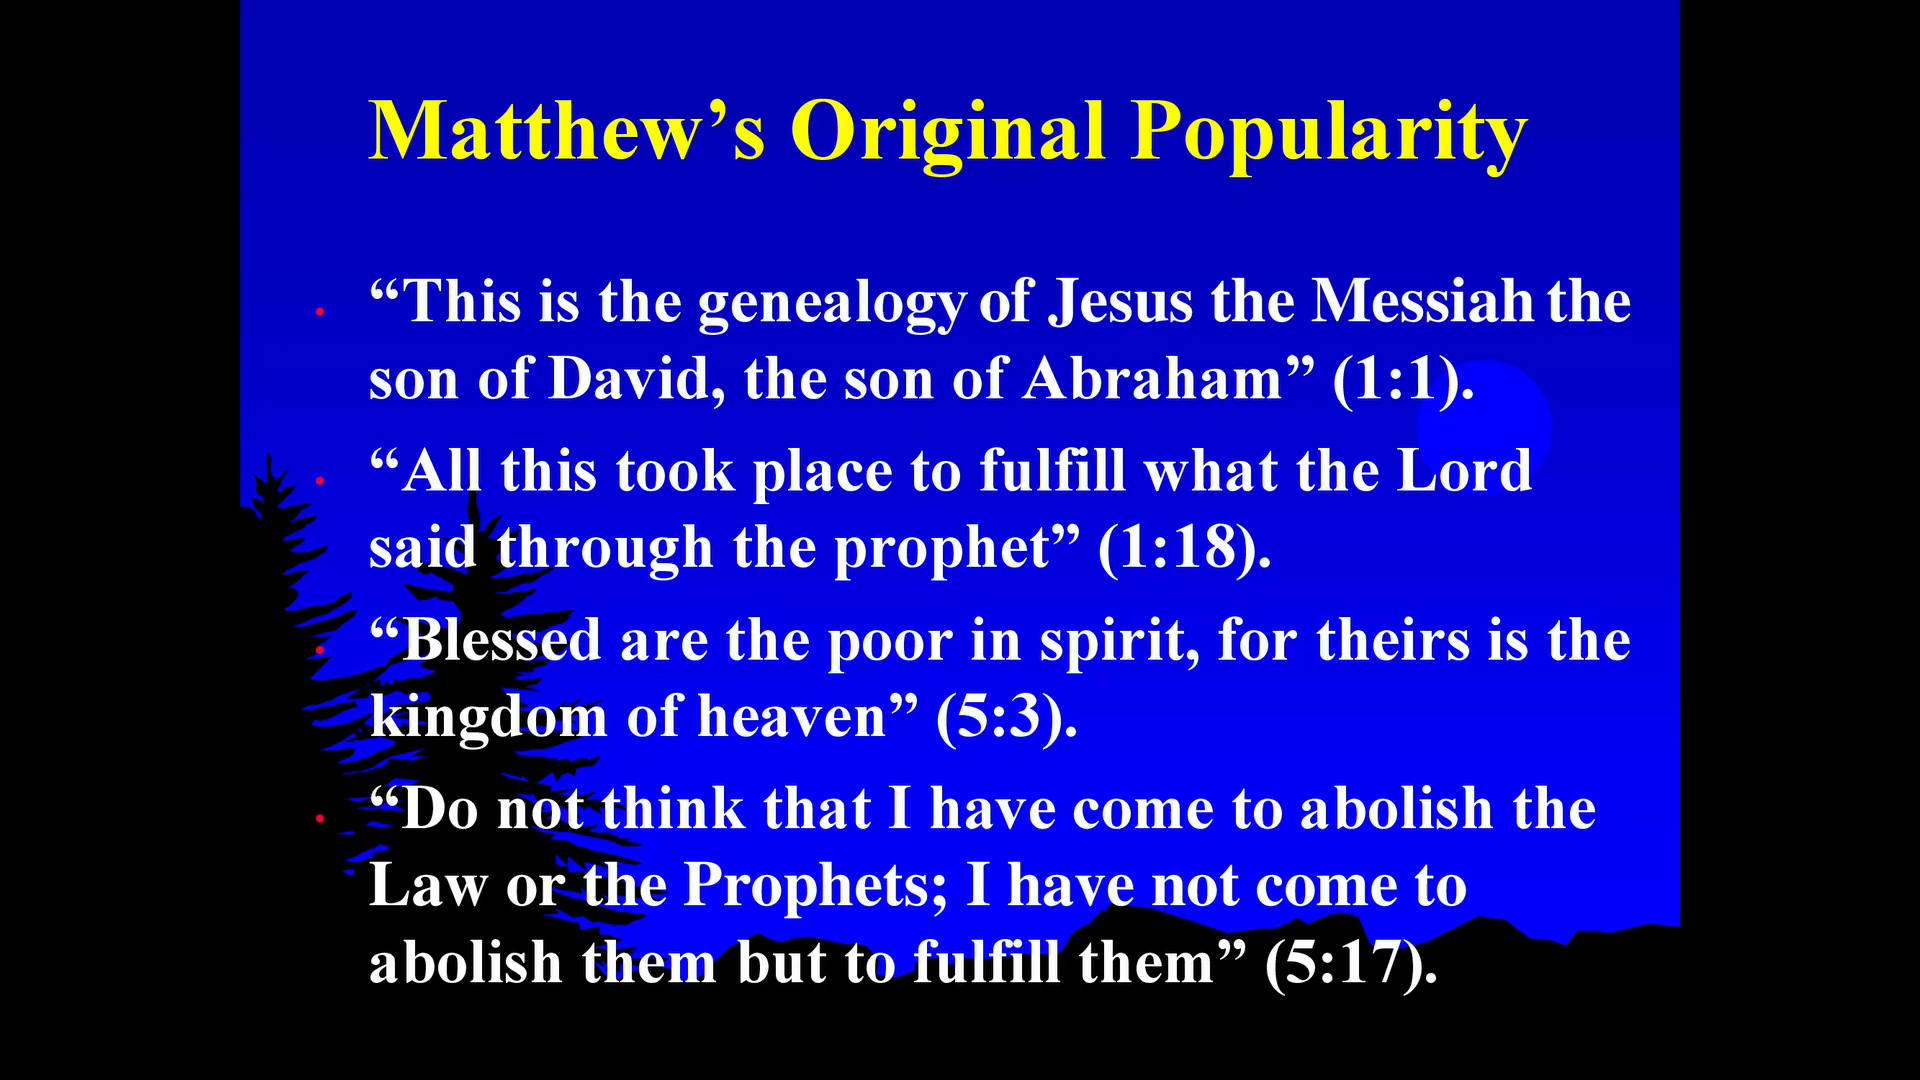 Matthew’s Original Popularity
• “This is the genealogy of Jesus the Messiah the
son of David, the son of Abraham” (1:1).
• “All this took place to fulfill what the Lord
said through the prophet” (1:18).
• “Blessed are the poor in spirit, for theirs is the
kingdom of heaven” (5:3).
• “Do not think that I have come to abolish the
Law or the Prophets; I have not come to
abolish them but to fulfill them” (5:17).